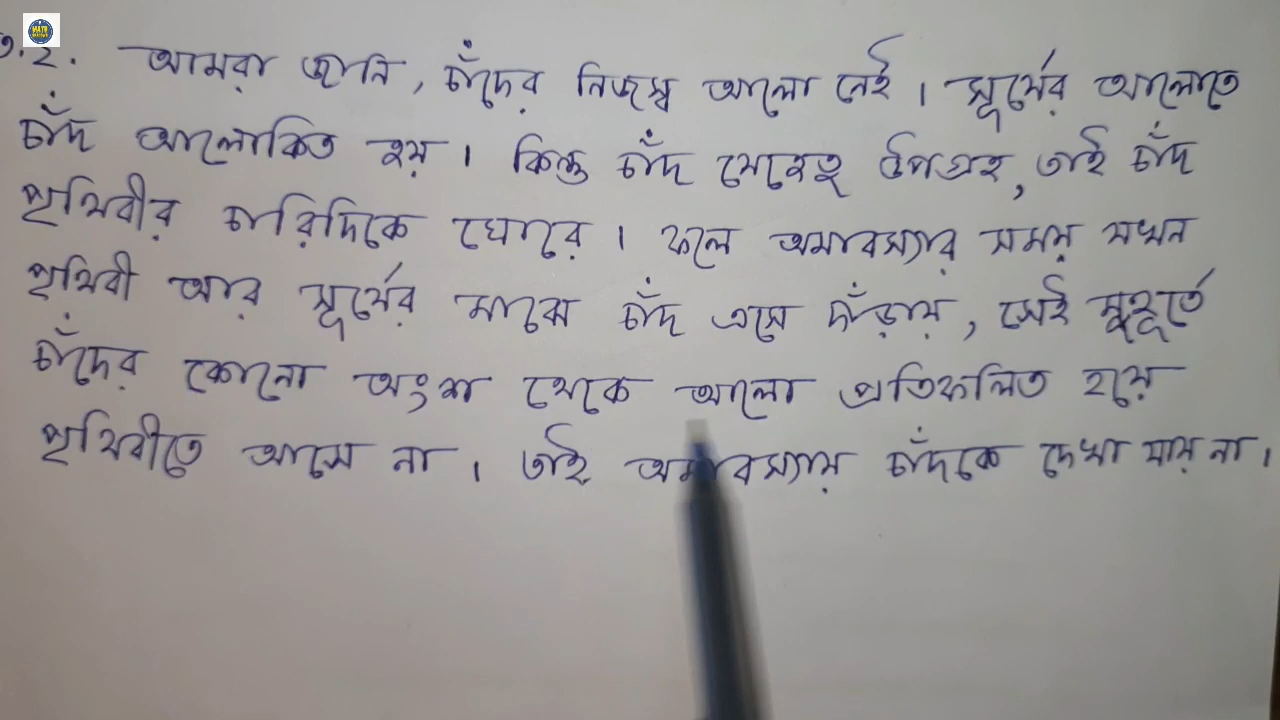 ৩.২. আমরা জানি, চাঁদের নিজস্ব আলো নেই। সূর্যের আলোতে
চাঁদ আলোকিত হয়। কিন্তু চাঁদ যেহেতু উপগ্রহ, তাই চাঁদ
পৃথিবীর চারিদিকে ঘোরে। ফলে অমাবস্যার সময় যখন
পৃথিবী আর সূর্যের মাঝে চাঁদ এসে দাঁড়ায়, সেই মুহূর্তে
চাঁদের কোনো অংশ থেকে আলো প্রতিফলিত হয়ে
পৃথিবীতে আসে না। তাই অমাবস্যায় চাঁদকে দেখা যায় না।